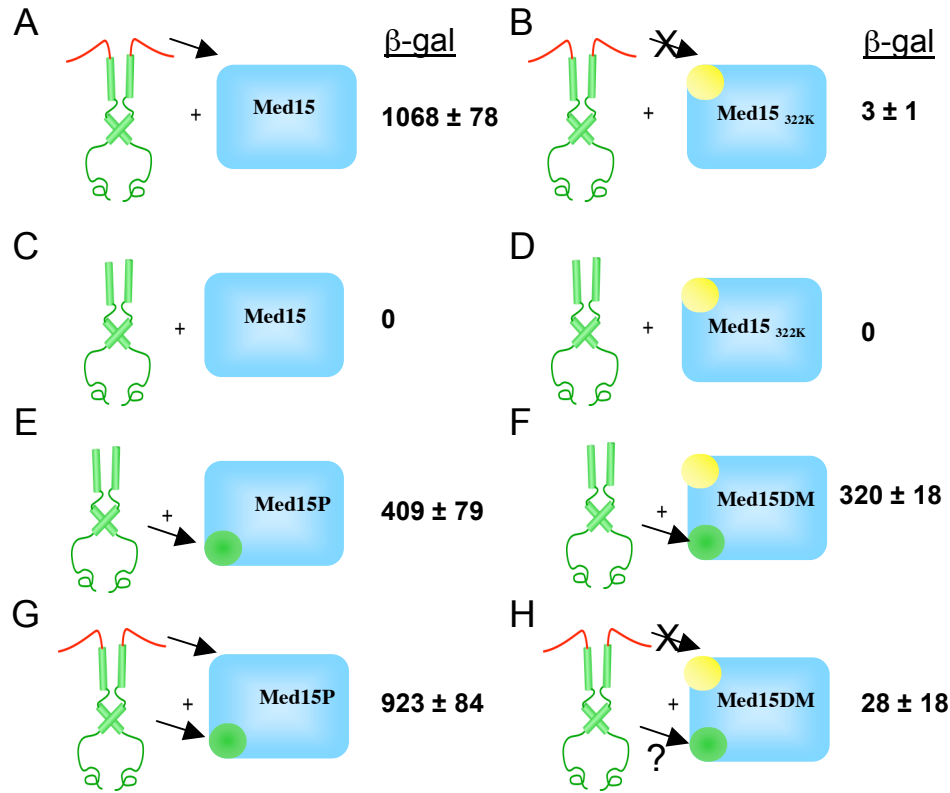 A
β-gal
+
Med15
1068 ± 78
B
X
β-gal
+
Med15 322K
3 ± 1
C
+
Med15
0
D
+
Med15 322K
0
E
+
Med15P
409 ± 79
F
+
Med15DM
320 ± 18
G
+
Med15P
923 ± 84
H
X
+
Med15DM
28 ± 18
?